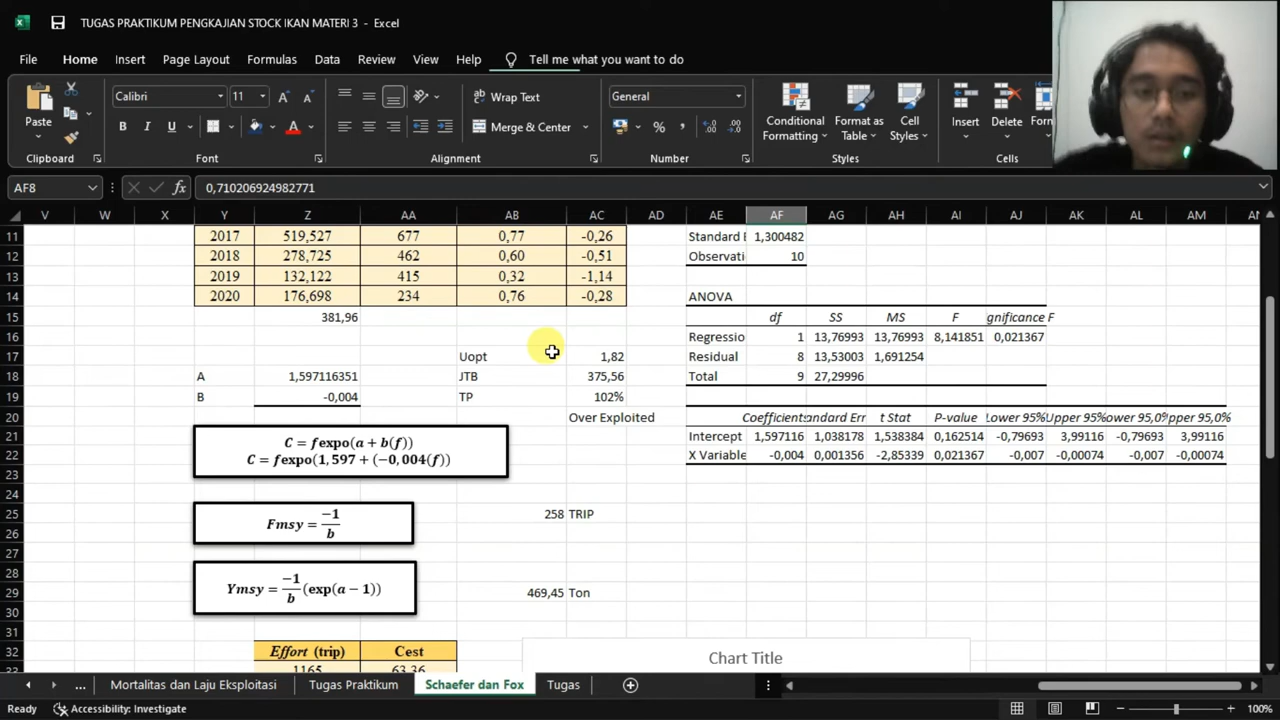 TUGAS PRAKTIKUM PENGKAJIAN STOCK IKAN MATERI 3 - Excel
File Home Insert Page Layout Formulas Data Review View Help Tell me what you want to do
Paste
Calibri 11
B I U
Wrap Text
Merge & Center
General
Conditional Formatting
Format as Table
Cell Styles
Insert Delete Form
Clipboard Font Alignment Number Styles Cells
AF8 fx 0,710206924982771
V W X Y Z AA AB AC AD AE AF AG AH AI AJ AK AL AM AN
11 2017 519,527 677 0,77 -0,26 Standard E 1,300482
12 2018 278,725 462 0,60 -0,51 Observati 10
13 2019 132,122 415 0,32 -1,14
14 2020 176,698 234 0,76 -0,28 ANOVA
15 381,96 df SS MS F gnificance F
16 Regressio 1 13,76993 13,76993 8,141851 0,021367
17 Uopt 1,82 Residual 8 13,53003 1,691254
18 A 1,597116351 JTB 375,56 Total 9 27,29996
19 B -0,004 TP 102%
20 Over Exploited Coefficients andard Erro t Stat P-value Lower 95% Upper 95% ower 95,0% pper 95,0%
21 C = fexpo(a + b(f)) Intercept 1,597116 1,038178 1,538384 0,162514 -0,79693 3,99116 -0,79693 3,99116
22 C = fexpo(1,597 + (−0,004(f)) X Variable -0,004 0,001356 -2,85339 0,021367 -0,007 -0,00074 -0,007 -0,00074
23
24
25 Fmsy = −1/b 258 TRIP
26
27
28
29 Ymsy = −1/b (exp(a − 1)) 469,45 Ton
30
31
32 Effort (trip) Cest Chart Title
33 1165 63,36
... Mortalitas dan Laju Eksploitasi Tugas Praktikum Schaefer dan Fox Tugas
Ready Accessibility: Investigate 100%